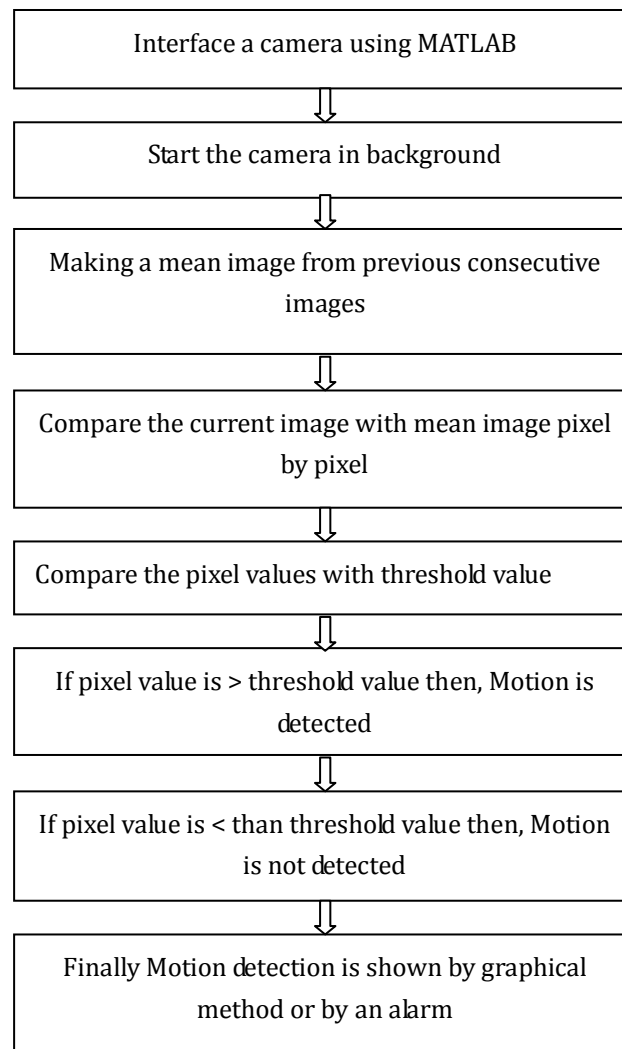 Interface a camera using MATLAB
Start the camera in background
Making a mean image from previous consecutive
images
Compare the current image with mean image pixel
by pixel
Compare the pixel values with threshold value
If pixel value is > threshold value then, Motion is
detected
If pixel value is < than threshold value then, Motion
is not detected
Finally Motion detection is shown by graphical
method or by an alarm